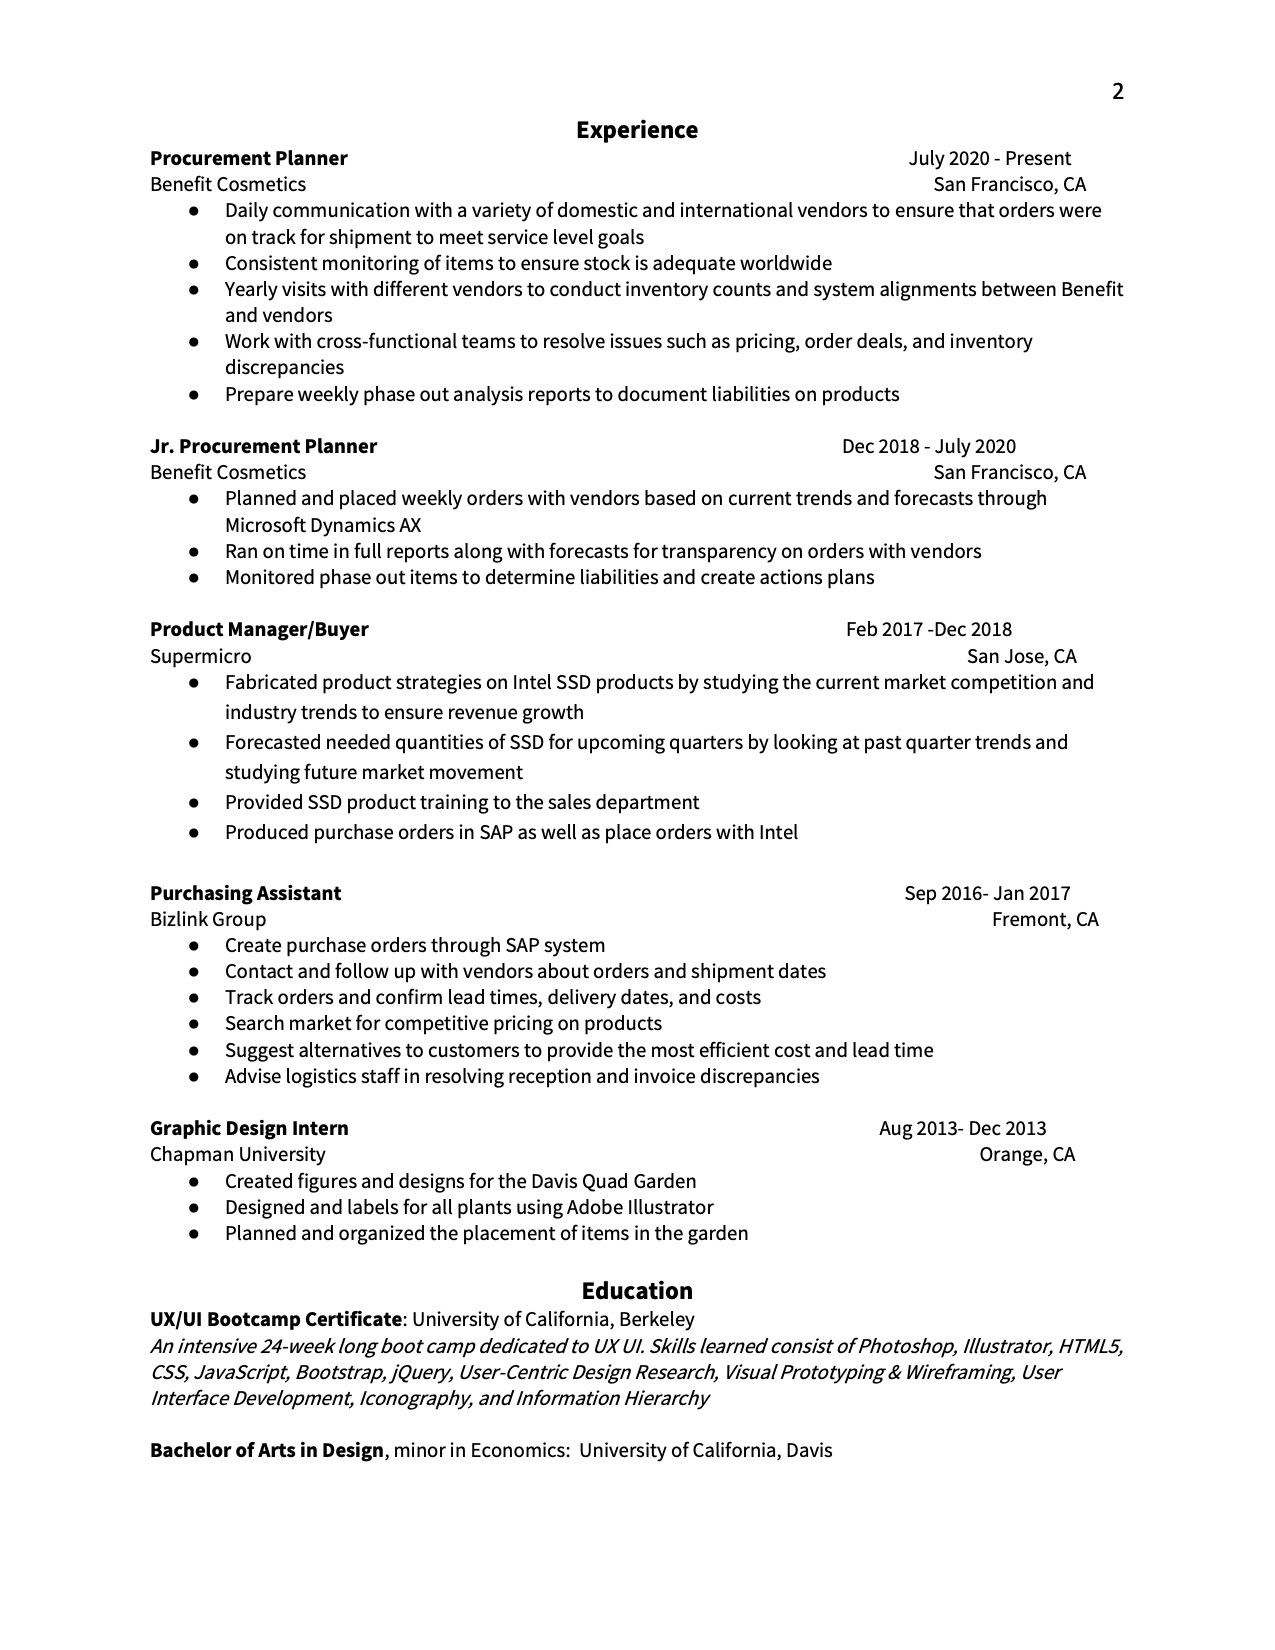 2
Experience
Procurement Planner July 2020 - Present
Benefit Cosmetics San Francisco, CA
● Daily communication with a variety of domestic and international vendors to ensure that orders were
on track for shipment to meet service level goals
● Consistent monitoring of items to ensure stock is adequate worldwide
● Yearly visits with different vendors to conduct inventory counts and system alignments between Benefit
and vendors
● Work with cross-functional teams to resolve issues such as pricing, order deals, and inventory
discrepancies
● Prepare weekly phase out analysis reports to document liabilities on products
Jr. Procurement Planner Dec 2018 - July 2020
Benefit Cosmetics San Francisco, CA
● Planned and placed weekly orders with vendors based on current trends and forecasts through
Microsoft Dynamics AX
● Ran on time in full reports along with forecasts for transparency on orders with vendors
● Monitored phase out items to determine liabilities and create actions plans
Product Manager/Buyer Feb 2017 -Dec 2018
Supermicro San Jose, CA
● Fabricated product strategies on Intel SSD products by studying the current market competition and
industry trends to ensure revenue growth
● Forecasted needed quantities of SSD for upcoming quarters by looking at past quarter trends and
studying future market movement
● Provided SSD product training to the sales department
● Produced purchase orders in SAP as well as place orders with Intel
Purchasing Assistant Sep 2016- Jan 2017
Bizlink Group Fremont, CA
● Create purchase orders through SAP system
● Contact and follow up with vendors about orders and shipment dates
● Track orders and confirm lead times, delivery dates, and costs
● Search market for competitive pricing on products
● Suggest alternatives to customers to provide the most efficient cost and lead time
● Advise logistics staff in resolving reception and invoice discrepancies
Graphic Design Intern Aug 2013- Dec 2013
Chapman University Orange, CA
● Created figures and designs for the Davis Quad Garden
● Designed and labels for all plants using Adobe Illustrator
● Planned and organized the placement of items in the garden
Education
UX/UI Bootcamp Certificate: University of California, Berkeley
An intensive 24-week long boot camp dedicated to UX UI. Skills learned consist of Photoshop, Illustrator, HTML5,
CSS, JavaScript, Bootstrap, jQuery, User-Centric Design Research, Visual Prototyping & Wireframing, User
Interface Development, Iconography, and Information Hierarchy
Bachelor of Arts in Design, minor in Economics: University of California, Davis